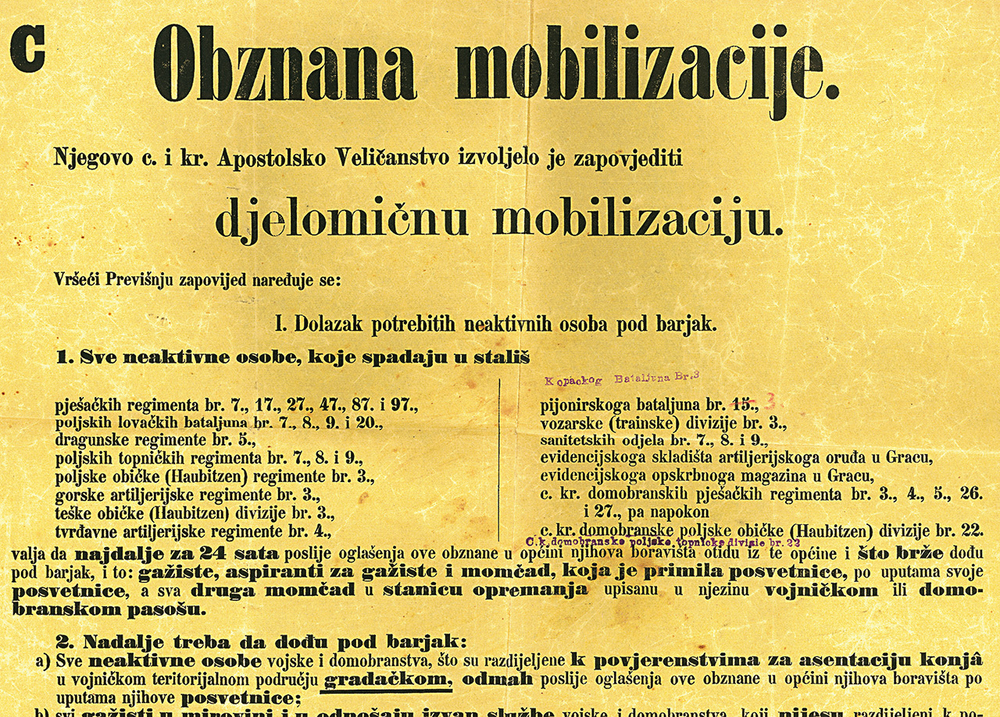 C
Obznana mobilizacije.
Njegovo c. i kr. Apostolsko Veličanstvo izvoljelo je zapovjediti
djelomičnu mobilizaciju.
Vršeći Previšnju zapovijed naređuje se:
I. Dolazak potrebitih neaktivnih osoba pod barjak.
1. Sve neaktivne osobe, koje spadaju u stališ
pješačkih regimenta br. 7., 17., 27., 47., 87. i 97.,
poljskih lovačkih bataljuna br. 7., 8., 9. i 20.,
dragunske regimente br. 5.,
poljskih topničkih regimenta br. 7., 8. i 9.,
poljske običke (Haubitzen) regimente br. 3.,
gorske artiljerijske regimente br. 3.,
teške običke (Haubitzen) divizije br. 3.,
tvrđavne artiljerijske regimente br. 4.,
Kopackog Bataljuna Br.3
pijonirskoga bataljuna br. 15., 3.
vozarske (trainske) divizije br. 3.,
sanitetskih odjela br. 7., 8. i 9.,
evidencijskoga skladišta artiljerijskoga oruđa u Gracu,
evidencijskoga opskrbnoga magazina u Gracu,
c. kr. domobranskih pješačkih regimenta br. 3., 4., 5., 26.
i 27., pa napokon
c. kr. domobranske poljske običke (Haubitzen) divizije br. 22.
C.k. domobranske poljske topnicke divizie br. 22
valja da najdalje za 24 sata poslije oglašenja ove obznane u općini njihova boravišta otiđu iz te općine i što brže dođu
pod barjak, i to: gažiste, aspiranti za gažiste i momčad, koja je primila posvetnice, po uputama svoje
posvetnice, a sva druga momčad u stanicu opremanja upisanu u njezinu vojničkom ili domo-
branskom pasošu.
2. Nadalje treba da dođu pod barjak:
a) Sve neaktivne osobe vojske i domobranstva, što su razdijeljene k povjerenstvima za asentaciju konjâ
u vojničkom teritorijalnom području gradačkom, odmah poslije oglašenja ove obznane u općini njihova boravišta po
uputama njihove posvetnice;
b) svi gažisti u mirovini i u odnošaju izvan službe vojske i domobranstva, koji nijesu razdijeljeni k po-